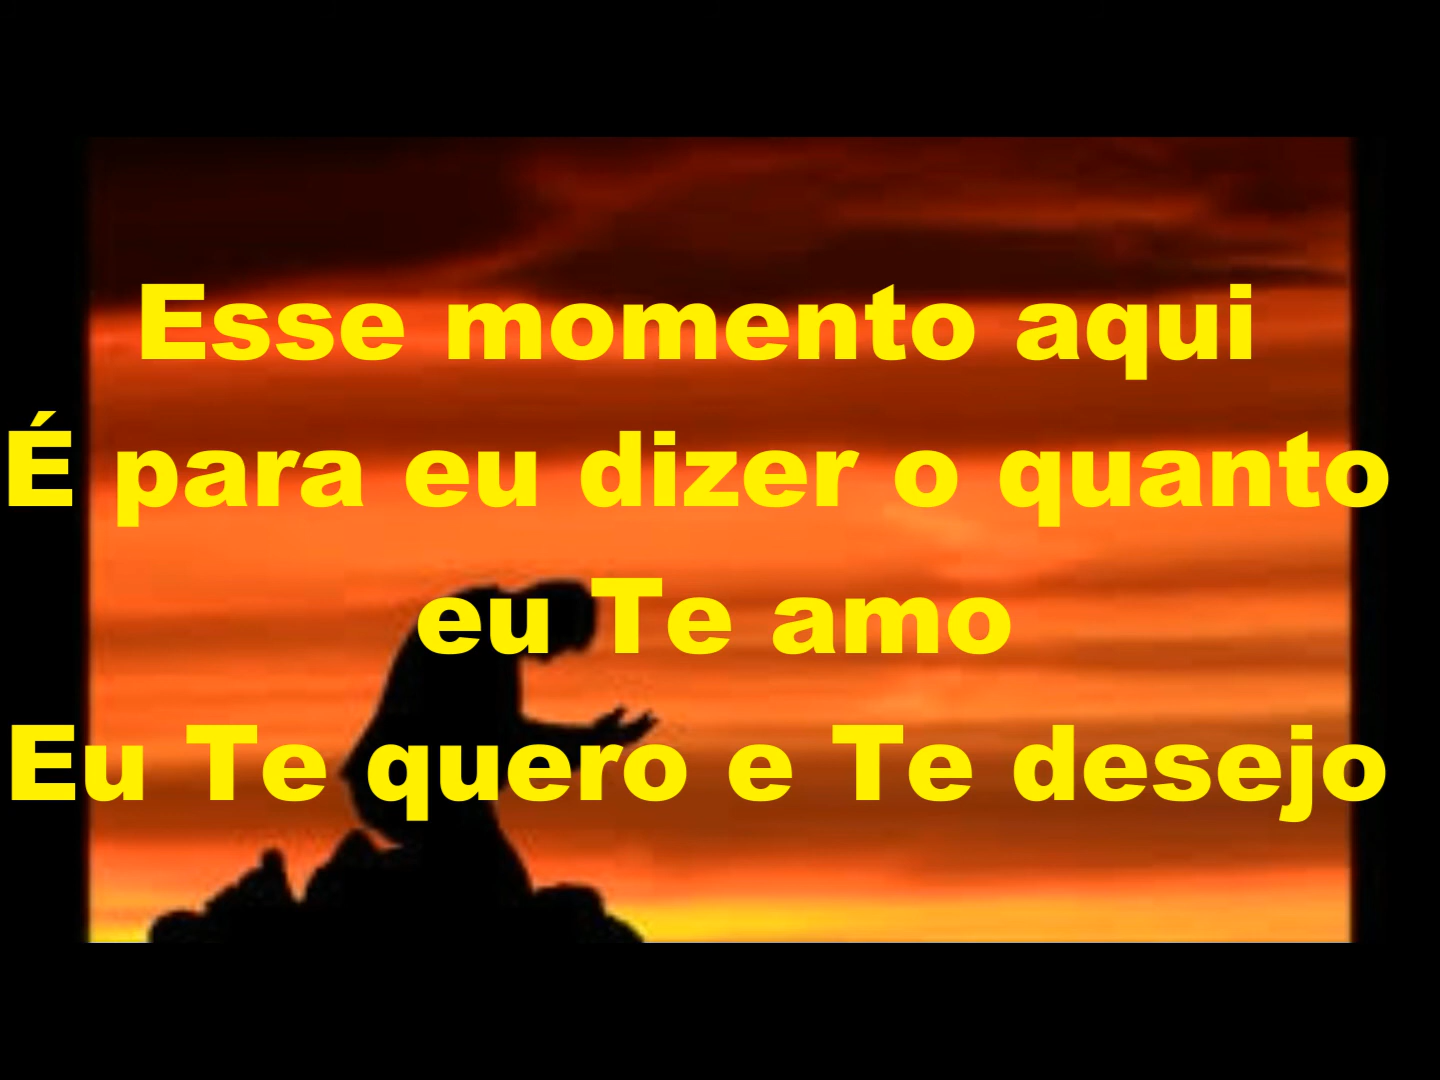 Esse momento aqui
É para eu dizer o quanto
eu Te amo
Eu Te quero e Te desejo